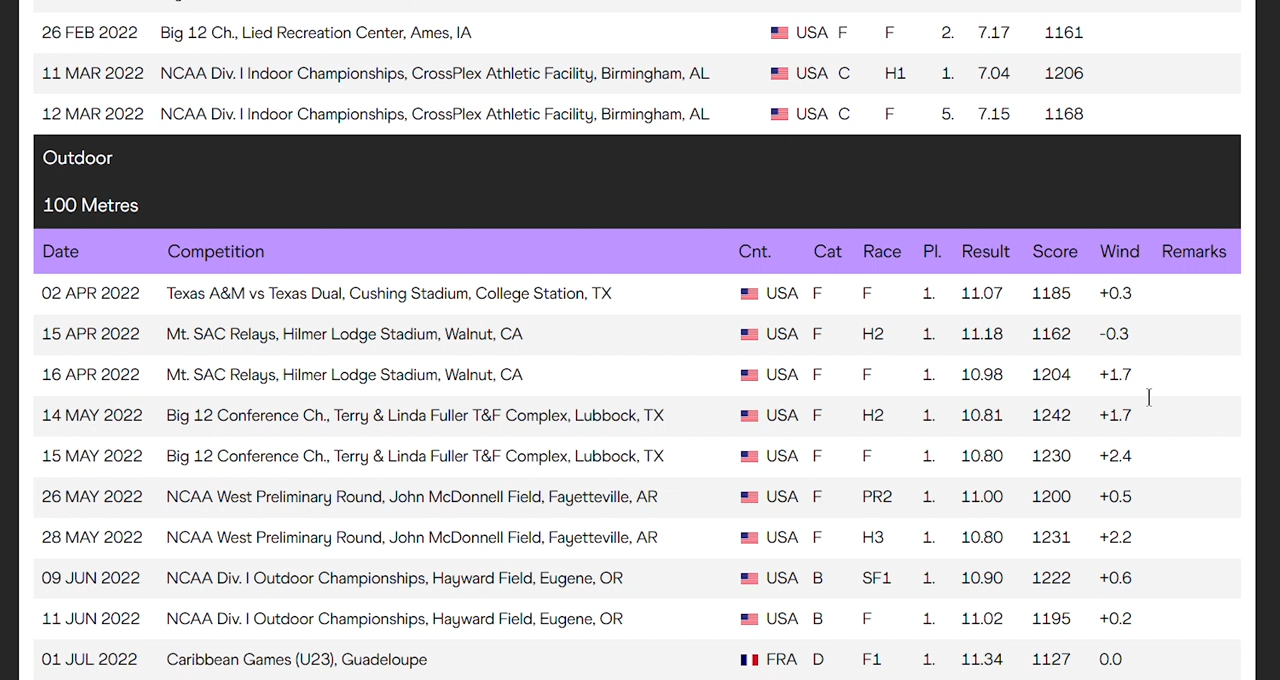 26 FEB 2022 Big 12 Ch., Lied Recreation Center, Ames, IA USA F F 2. 7.17 1161
11 MAR 2022 NCAA Div. I Indoor Championships, CrossPlex Athletic Facility, Birmingham, AL USA C H1 1. 7.04 1206
12 MAR 2022 NCAA Div. I Indoor Championships, CrossPlex Athletic Facility, Birmingham, AL USA C F 5. 7.15 1168
Outdoor
100 Metres
Date Competition Cnt. Cat Race Pl. Result Score Wind Remarks
02 APR 2022 Texas A&M vs Texas Dual, Cushing Stadium, College Station, TX USA F F 1. 11.07 1185 +0.3
15 APR 2022 Mt. SAC Relays, Hilmer Lodge Stadium, Walnut, CA USA F H2 1. 11.18 1162 -0.3
16 APR 2022 Mt. SAC Relays, Hilmer Lodge Stadium, Walnut, CA USA F F 1. 10.98 1204 +1.7
14 MAY 2022 Big 12 Conference Ch., Terry & Linda Fuller T&F Complex, Lubbock, TX USA F H2 1. 10.81 1242 +1.7
15 MAY 2022 Big 12 Conference Ch., Terry & Linda Fuller T&F Complex, Lubbock, TX USA F F 1. 10.80 1230 +2.4
26 MAY 2022 NCAA West Preliminary Round, John McDonnell Field, Fayetteville, AR USA F PR2 1. 11.00 1200 +0.5
28 MAY 2022 NCAA West Preliminary Round, John McDonnell Field, Fayetteville, AR USA F H3 1. 10.80 1231 +2.2
09 JUN 2022 NCAA Div. I Outdoor Championships, Hayward Field, Eugene, OR USA B SF1 1. 10.90 1222 +0.6
11 JUN 2022 NCAA Div. I Outdoor Championships, Hayward Field, Eugene, OR USA B F 1. 11.02 1195 +0.2
01 JUL 2022 Caribbean Games (U23), Guadeloupe FRA D F1 1. 11.34 1127 0.0